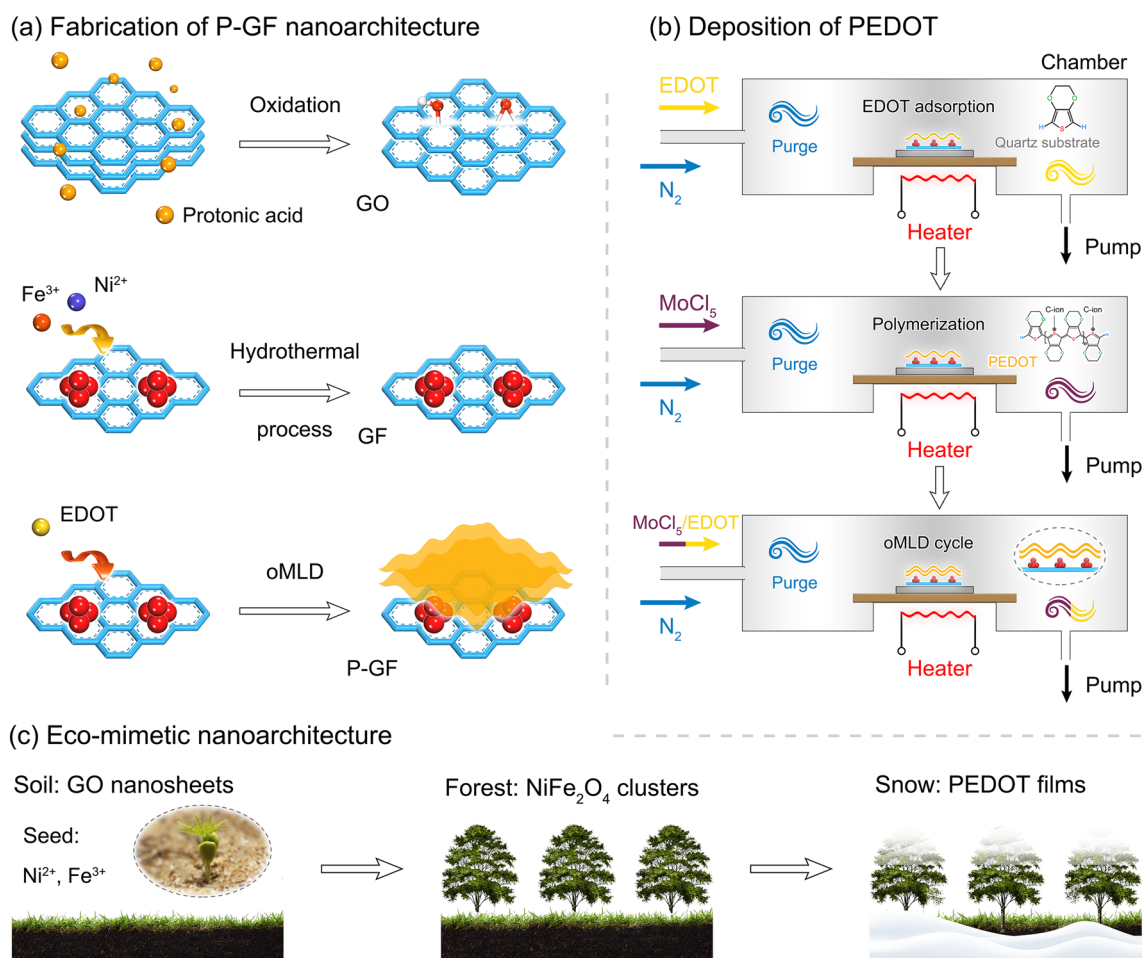 (a) Fabrication of P-GF nanoarchitecture
Oxidation
GO
Protonic acid
Fe³⁺
Ni²⁺
Hydrothermal
process
GF
EDOT
oMLD
P-GF
(b) Deposition of PEDOT
Chamber
EDOT
EDOT adsorption
Purge
N₂
O
O
H
S
H
Quartz substrate
Heater
Pump
MoCl₅
Polymerization
Purge
N₂
C-ion
C-ion
PEDOT
Heater
Pump
MoCl₅/EDOT
oMLD cycle
Purge
N₂
Heater
Pump
(c) Eco-mimetic nanoarchitecture
Soil: GO nanosheets
Seed:
Ni²⁺, Fe³⁺
Forest: NiFe₂O₄ clusters
Snow: PEDOT films